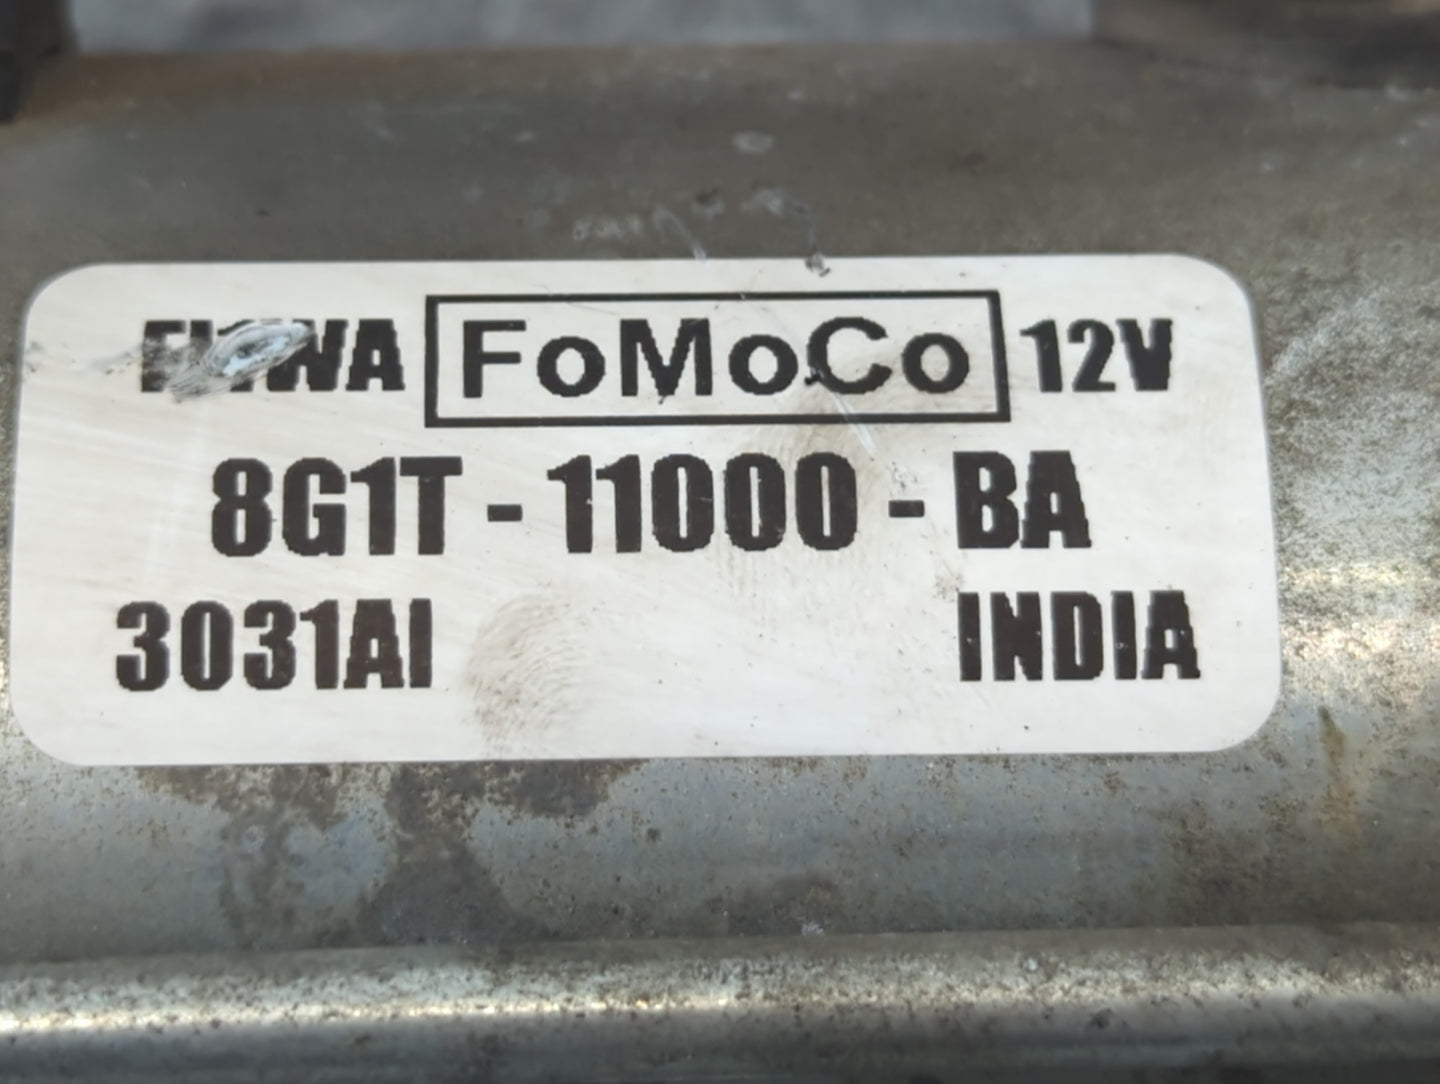 FoMoCo 12V
8G1T - 11000 - BA
3031AI INDIA